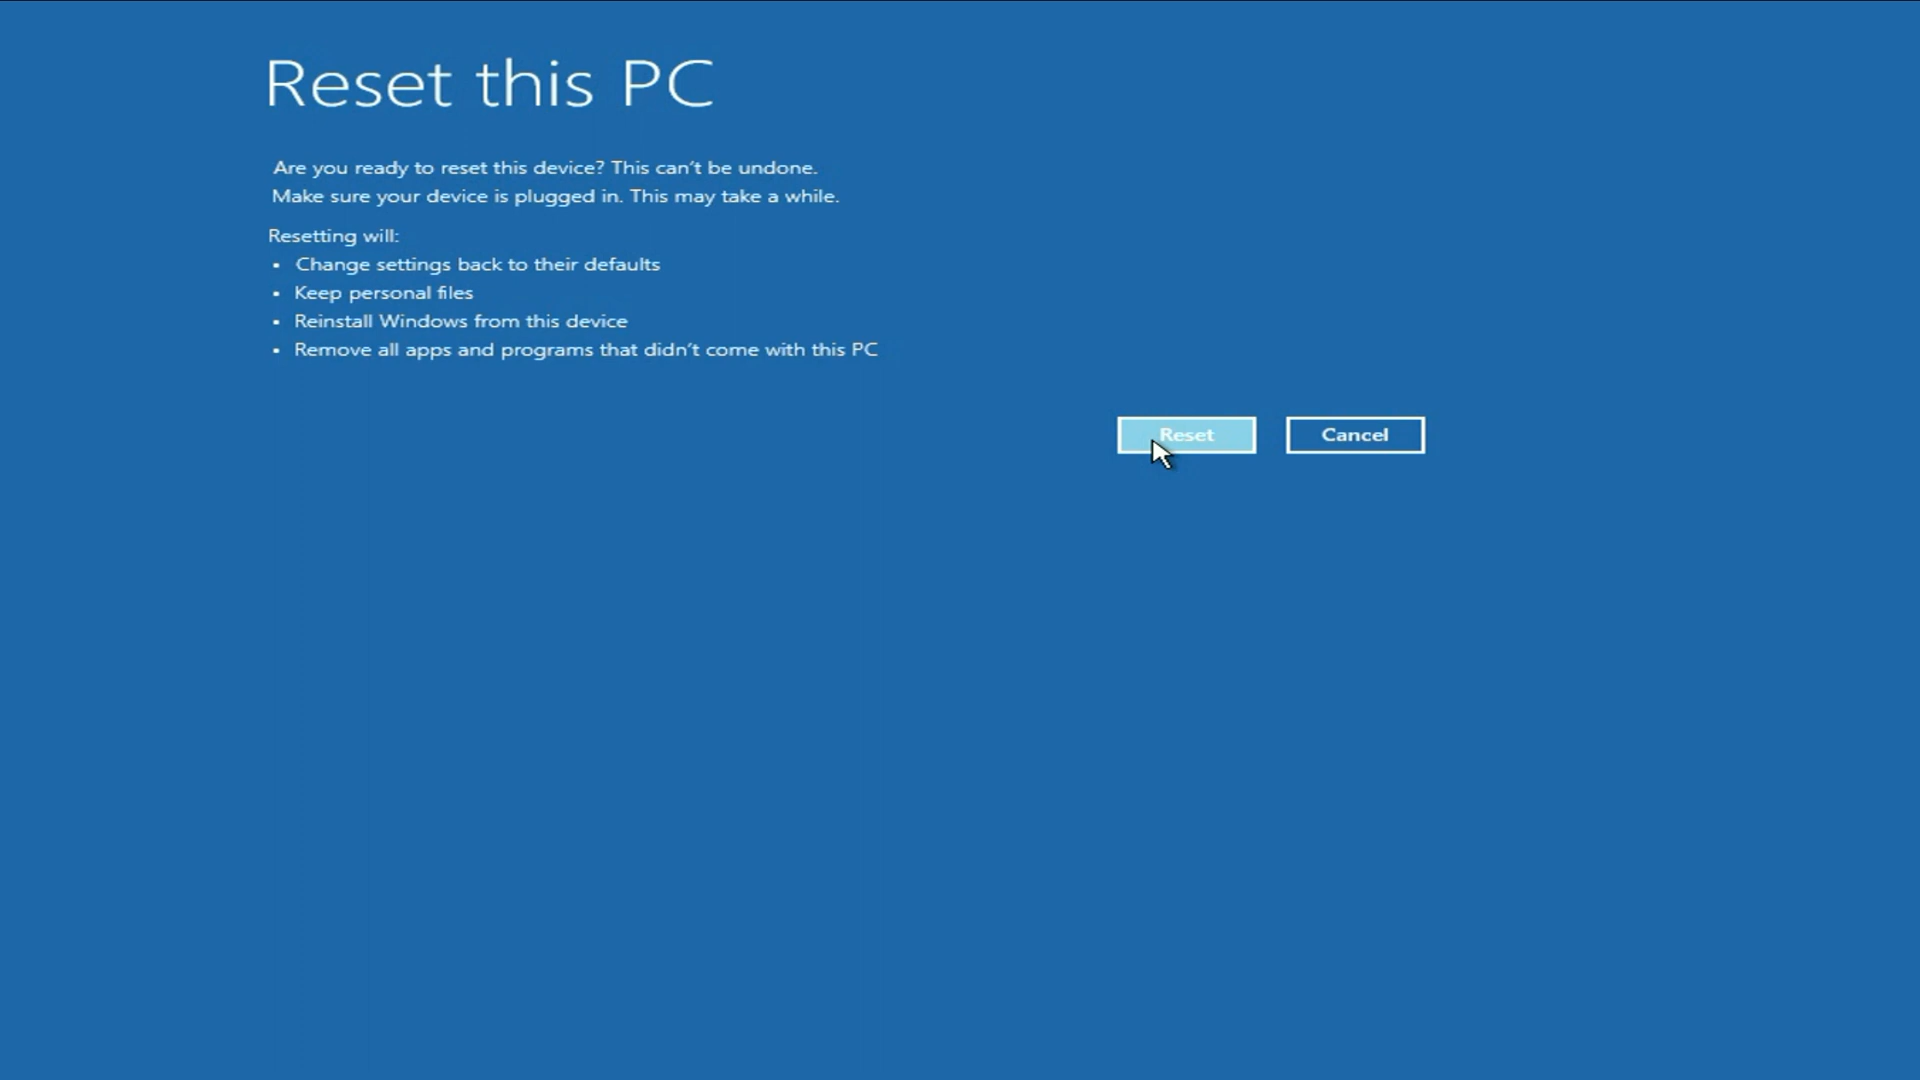 Reset this PC
Are you ready to reset this device? This can't be undone.
Make sure your device is plugged in. This may take a while.
Resetting will:
• Change settings back to their defaults
• Keep personal files
• Reinstall Windows from this device
• Remove all apps and programs that didn't come with this PC
Reset Cancel